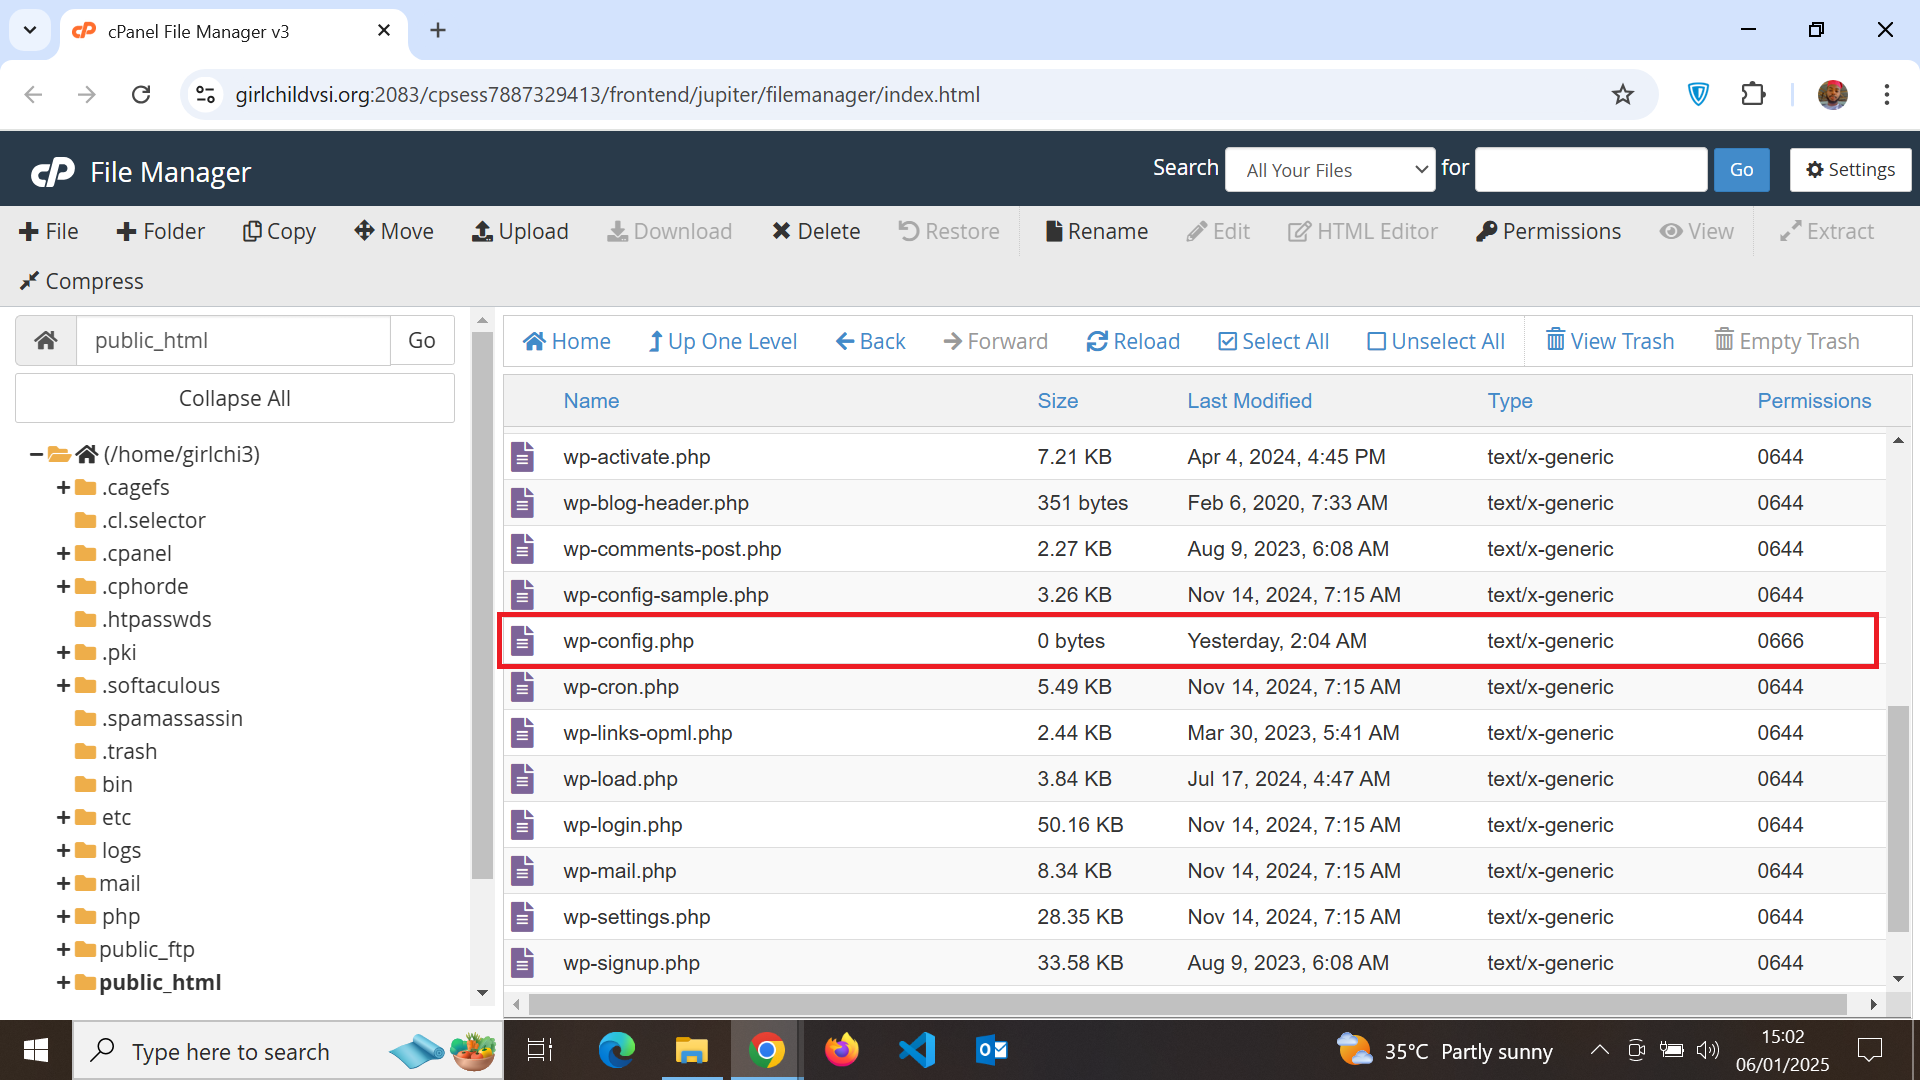 cPanel File Manager v3
girlchildvsi.org:2083/cpsess7887329413/frontend/jupiter/filemanager/index.html
cP File Manager
Search All Your Files for Go Settings
File Folder Copy Move Upload Download Delete Restore Rename Edit HTML Editor Permissions View Extract
Compress
public_html Go
Collapse All
(/home/girlchi3)
.cagefs
.cl.selector
.cpanel
.cphorde
.htpasswds
.pki
.softaculous
.spamassassin
.trash
bin
etc
logs
mail
php
public_ftp
public_html
Home Up One Level Back Forward Reload Select All Unselect All View Trash Empty Trash
Name Size Last Modified Type Permissions
wp-activate.php 7.21 KB Apr 4, 2024, 4:45 PM text/x-generic 0644
wp-blog-header.php 351 bytes Feb 6, 2020, 7:33 AM text/x-generic 0644
wp-comments-post.php 2.27 KB Aug 9, 2023, 6:08 AM text/x-generic 0644
wp-config-sample.php 3.26 KB Nov 14, 2024, 7:15 AM text/x-generic 0644
wp-config.php 0 bytes Yesterday, 2:04 AM text/x-generic 0666
wp-cron.php 5.49 KB Nov 14, 2024, 7:15 AM text/x-generic 0644
wp-links-opml.php 2.44 KB Mar 30, 2023, 5:41 AM text/x-generic 0644
wp-load.php 3.84 KB Jul 17, 2024, 4:47 AM text/x-generic 0644
wp-login.php 50.16 KB Nov 14, 2024, 7:15 AM text/x-generic 0644
wp-mail.php 8.34 KB Nov 14, 2024, 7:15 AM text/x-generic 0644
wp-settings.php 28.35 KB Nov 14, 2024, 7:15 AM text/x-generic 0644
wp-signup.php 33.58 KB Aug 9, 2023, 6:08 AM text/x-generic 0644
Type here to search
35°C Partly sunny
15:02
06/01/2025